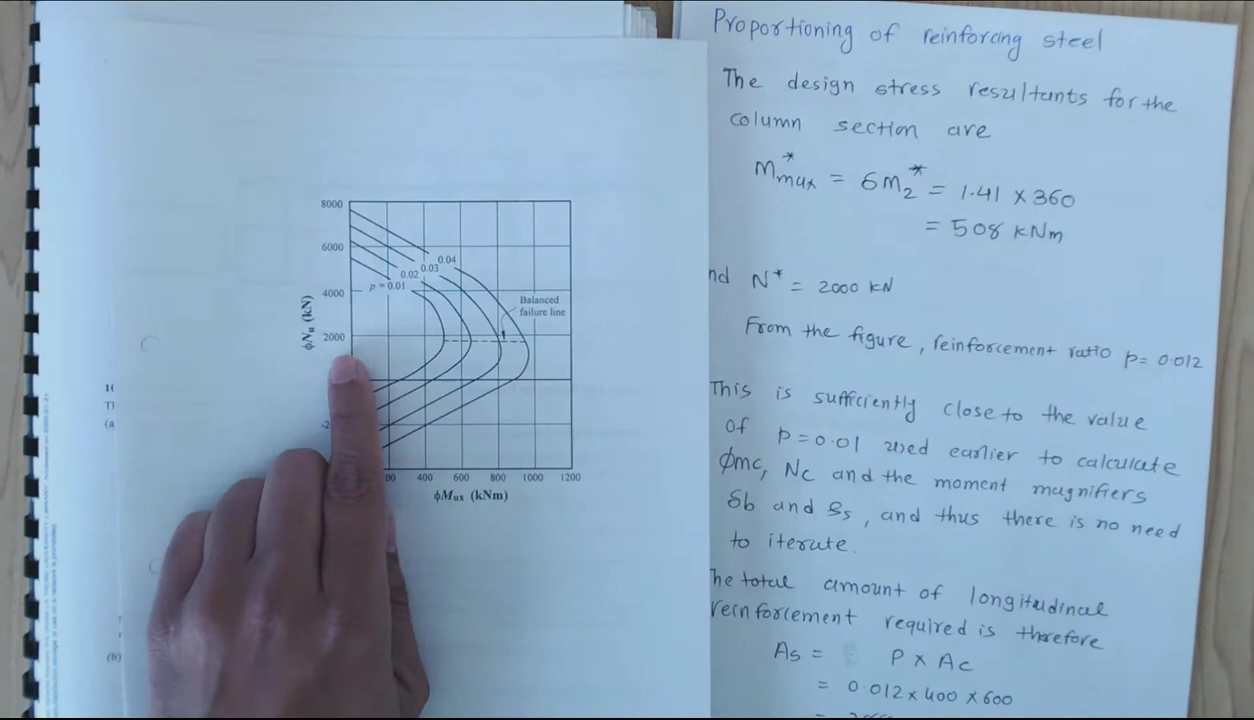 8000
6000
4000
2000
-2
ϕNu (kN)
0.04
0.03
0.02
p = 0.01
Balanced
failure line
400
600
800
1000
1200
ϕMux (kNm)
(a
(b)
Proportioning of reinforcing steel
The design stress resultants for the
column section are
M*max = δM2* = 1.41 × 360
= 508 kNm
nd N* = 2000 kN
From the figure, reinforcement ratio p = 0.012
This is sufficiently close to the value
of p = 0.01 used earlier to calculate
ϕmc, Nc and the moment magnifiers
δb and δs, and thus there is no need
to iterate.
he total amount of longitudinal
reinforcement required is therefore
As = P × Ac
= 0.012 × 400 × 600